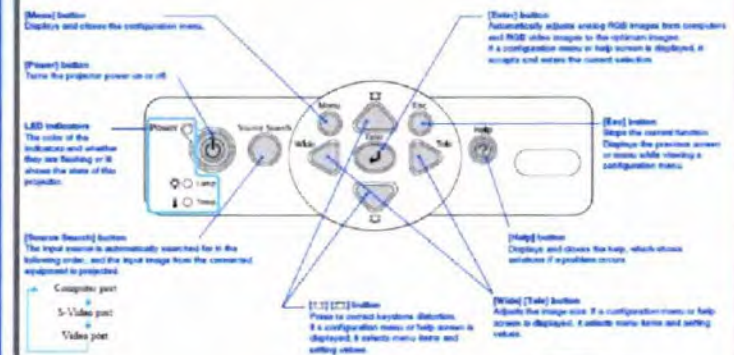 [Menu] button
Displays and closes the configuration menu.
[Enter] button
Automatically adjusts analog RGB images from computers
and RGB video images to the optimum images.
If a configuration menu or help screen is displayed, it
accepts and enters the current selection.
[Power] button
Turns the projector power on or off.
LED indicators
The color of the
indicators and whether
they are flashing or lit
shows the state of this
projector.
Power
Source Search
Menu
Esc
Enter
Wide
Tele
Help
Lamp
Temp
[Esc] button
Stops the current function.
Displays the previous screen
or menu while viewing a
configuration menu.
[Source Search] button
The input source is automatically searched for in the
following order, and the input image from the connected
equipment is projected.
Computer port
S-Video port
Video port
[Help] button
Displays and closes the help, which shows
solutions if a problem occurs.
button
Press to correct keystone distortion.
If a configuration menu or help screen is
displayed, it selects menu items and
setting values.
[Wide] [Tele] button
Adjusts the image size. If a configuration menu or help
screen is displayed, it selects menu items and setting
values.